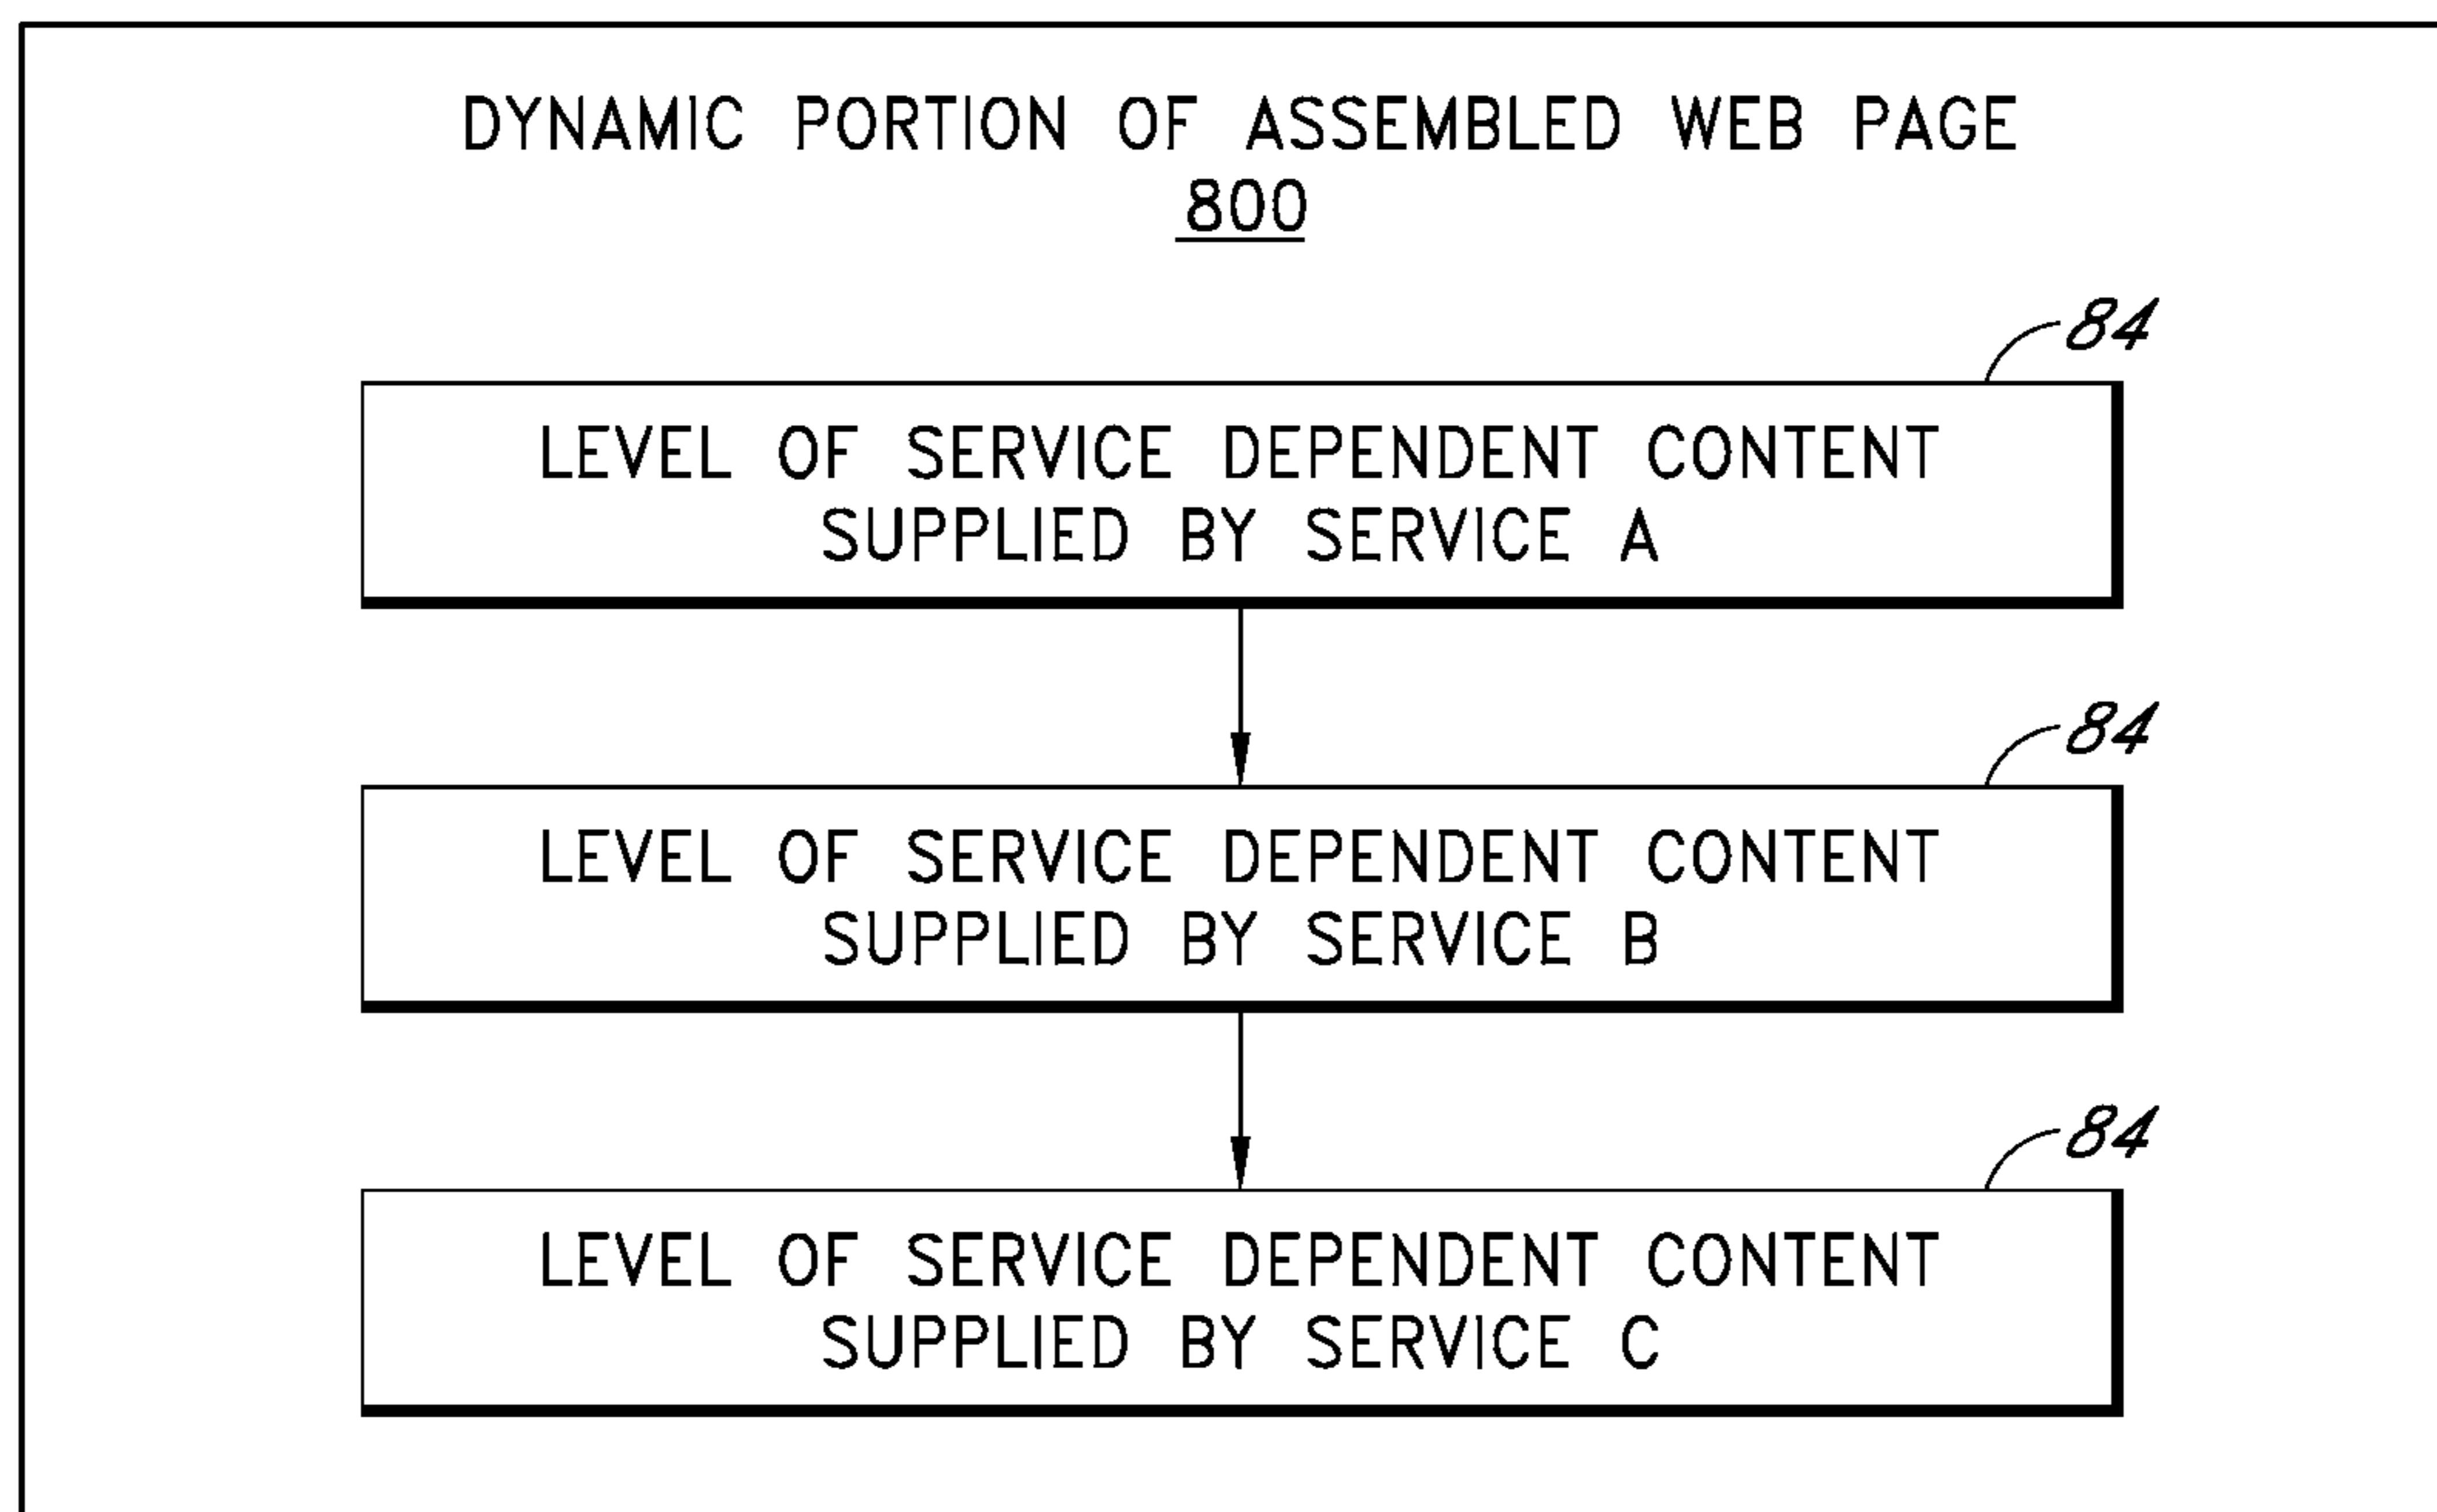 DYNAMIC PORTION OF ASSEMBLED WEB PAGE
800
84
LEVEL OF SERVICE DEPENDENT CONTENT
SUPPLIED BY SERVICE A
84
LEVEL OF SERVICE DEPENDENT CONTENT
SUPPLIED BY SERVICE B
84
LEVEL OF SERVICE DEPENDENT CONTENT
SUPPLIED BY SERVICE C